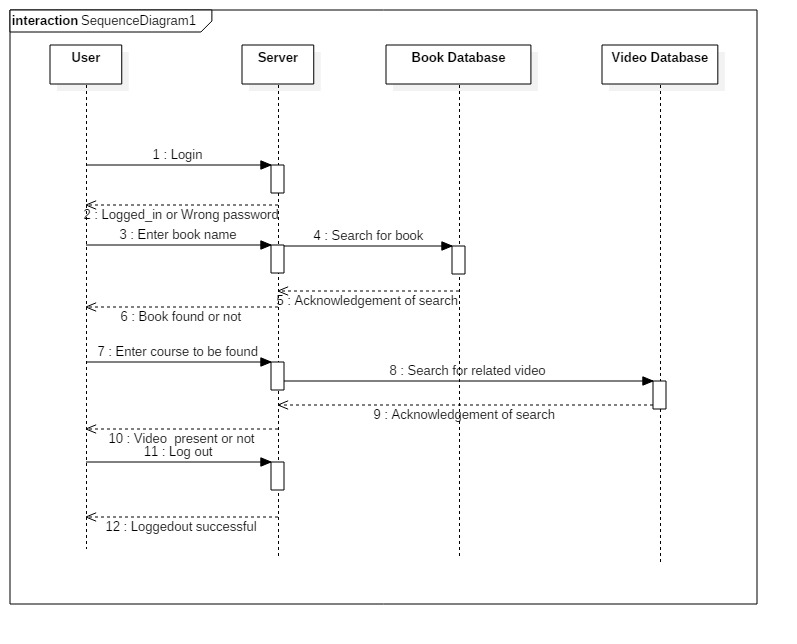 interaction SequenceDiagram1
User
Server
Book Database
Video Database
1 : Login
2 : Logged_in or Wrong password
3 : Enter book name
4 : Search for book
5 : Acknowledgement of search
6 : Book found or not
7 : Enter course to be found
8 : Search for related video
9 : Acknowledgement of search
10 : Video  present or not
11 : Log out
12 : Loggedout successful